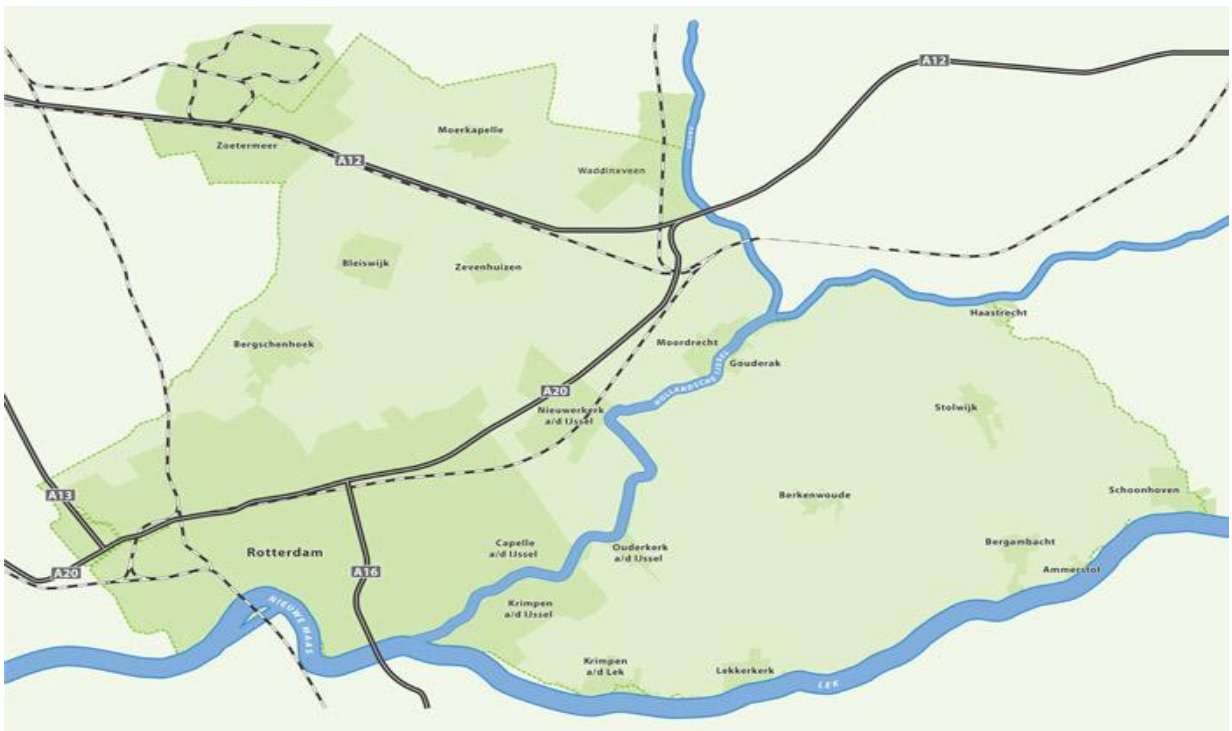 A12
Moerkapelle
Zoetermeer
A12
Waddinxveen
GOUWE
Bleiswijk
Zevenhuizen
Haastrecht
Bergschenhoek
Moordrecht
Gouderak
HOLLANDSCHE IJSSEL
A20
Nieuwerkerk
a/d IJssel
Stolwijk
A13
Berkenwoude
Schoonhoven
Rotterdam
Capelle
a/d IJssel
Ouderkerk
a/d IJssel
Bergambacht
Ammerstol
A20
A16
NIEUWE MAAS
Krimpen
a/d IJssel
Krimpen
a/d Lek
Lekkerkerk
LEK